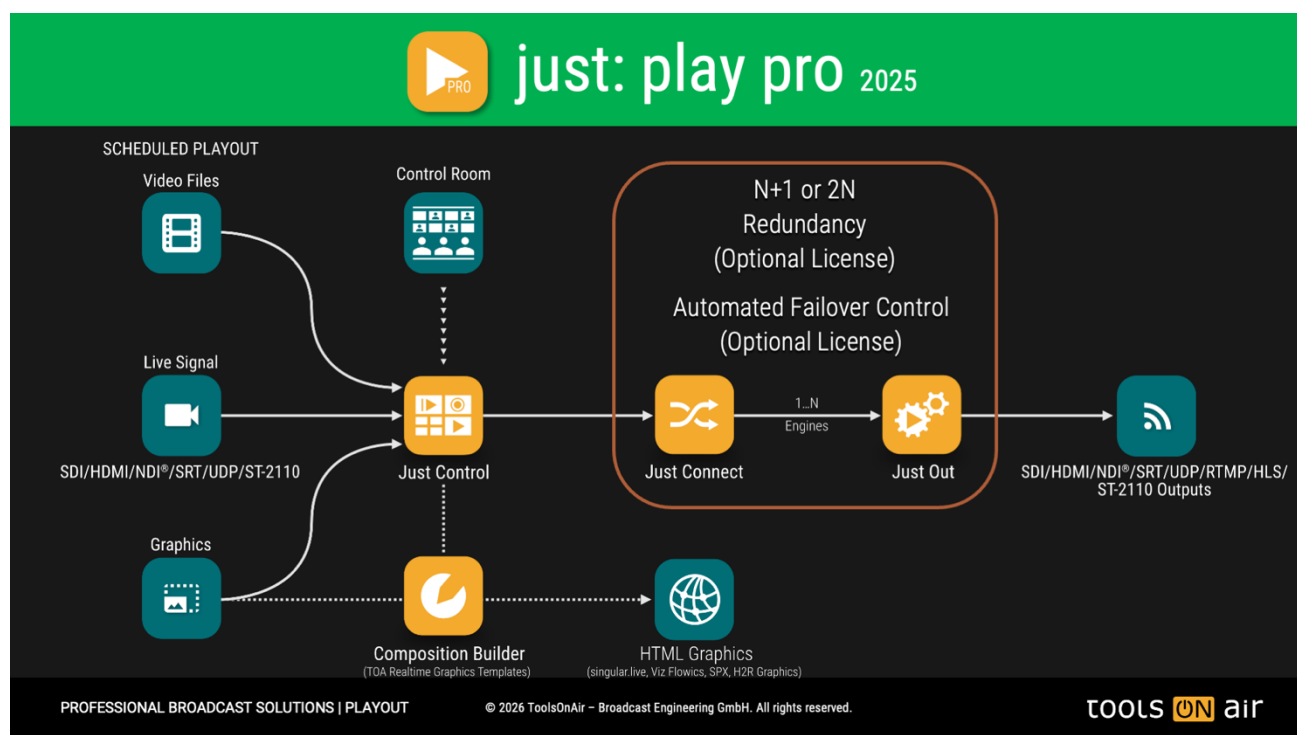 PRO
just: play pro 2025
SCHEDULED PLAYOUT
Video Files
Control Room
N+1 or 2N
Redundancy
(Optional License)
Automated Failover Control
(Optional License)
Live Signal
1...N
Engines
SDI/HDMI/NDI®/SRT/UDP/ST-2110
Just Control
Just Connect
Just Out
SDI/HDMI/NDI®/SRT/UDP/RTMP/HLS/
ST-2110 Outputs
Graphics
Composition Builder
(TOA Realtime Graphics Templates)
HTML Graphics
(singular.live, Viz Flowics, SPX, H2R Graphics)
PROFESSIONAL BROADCAST SOLUTIONS | PLAYOUT
© 2026 ToolsOnAir – Broadcast Engineering GmbH. All rights reserved.
tools ON air